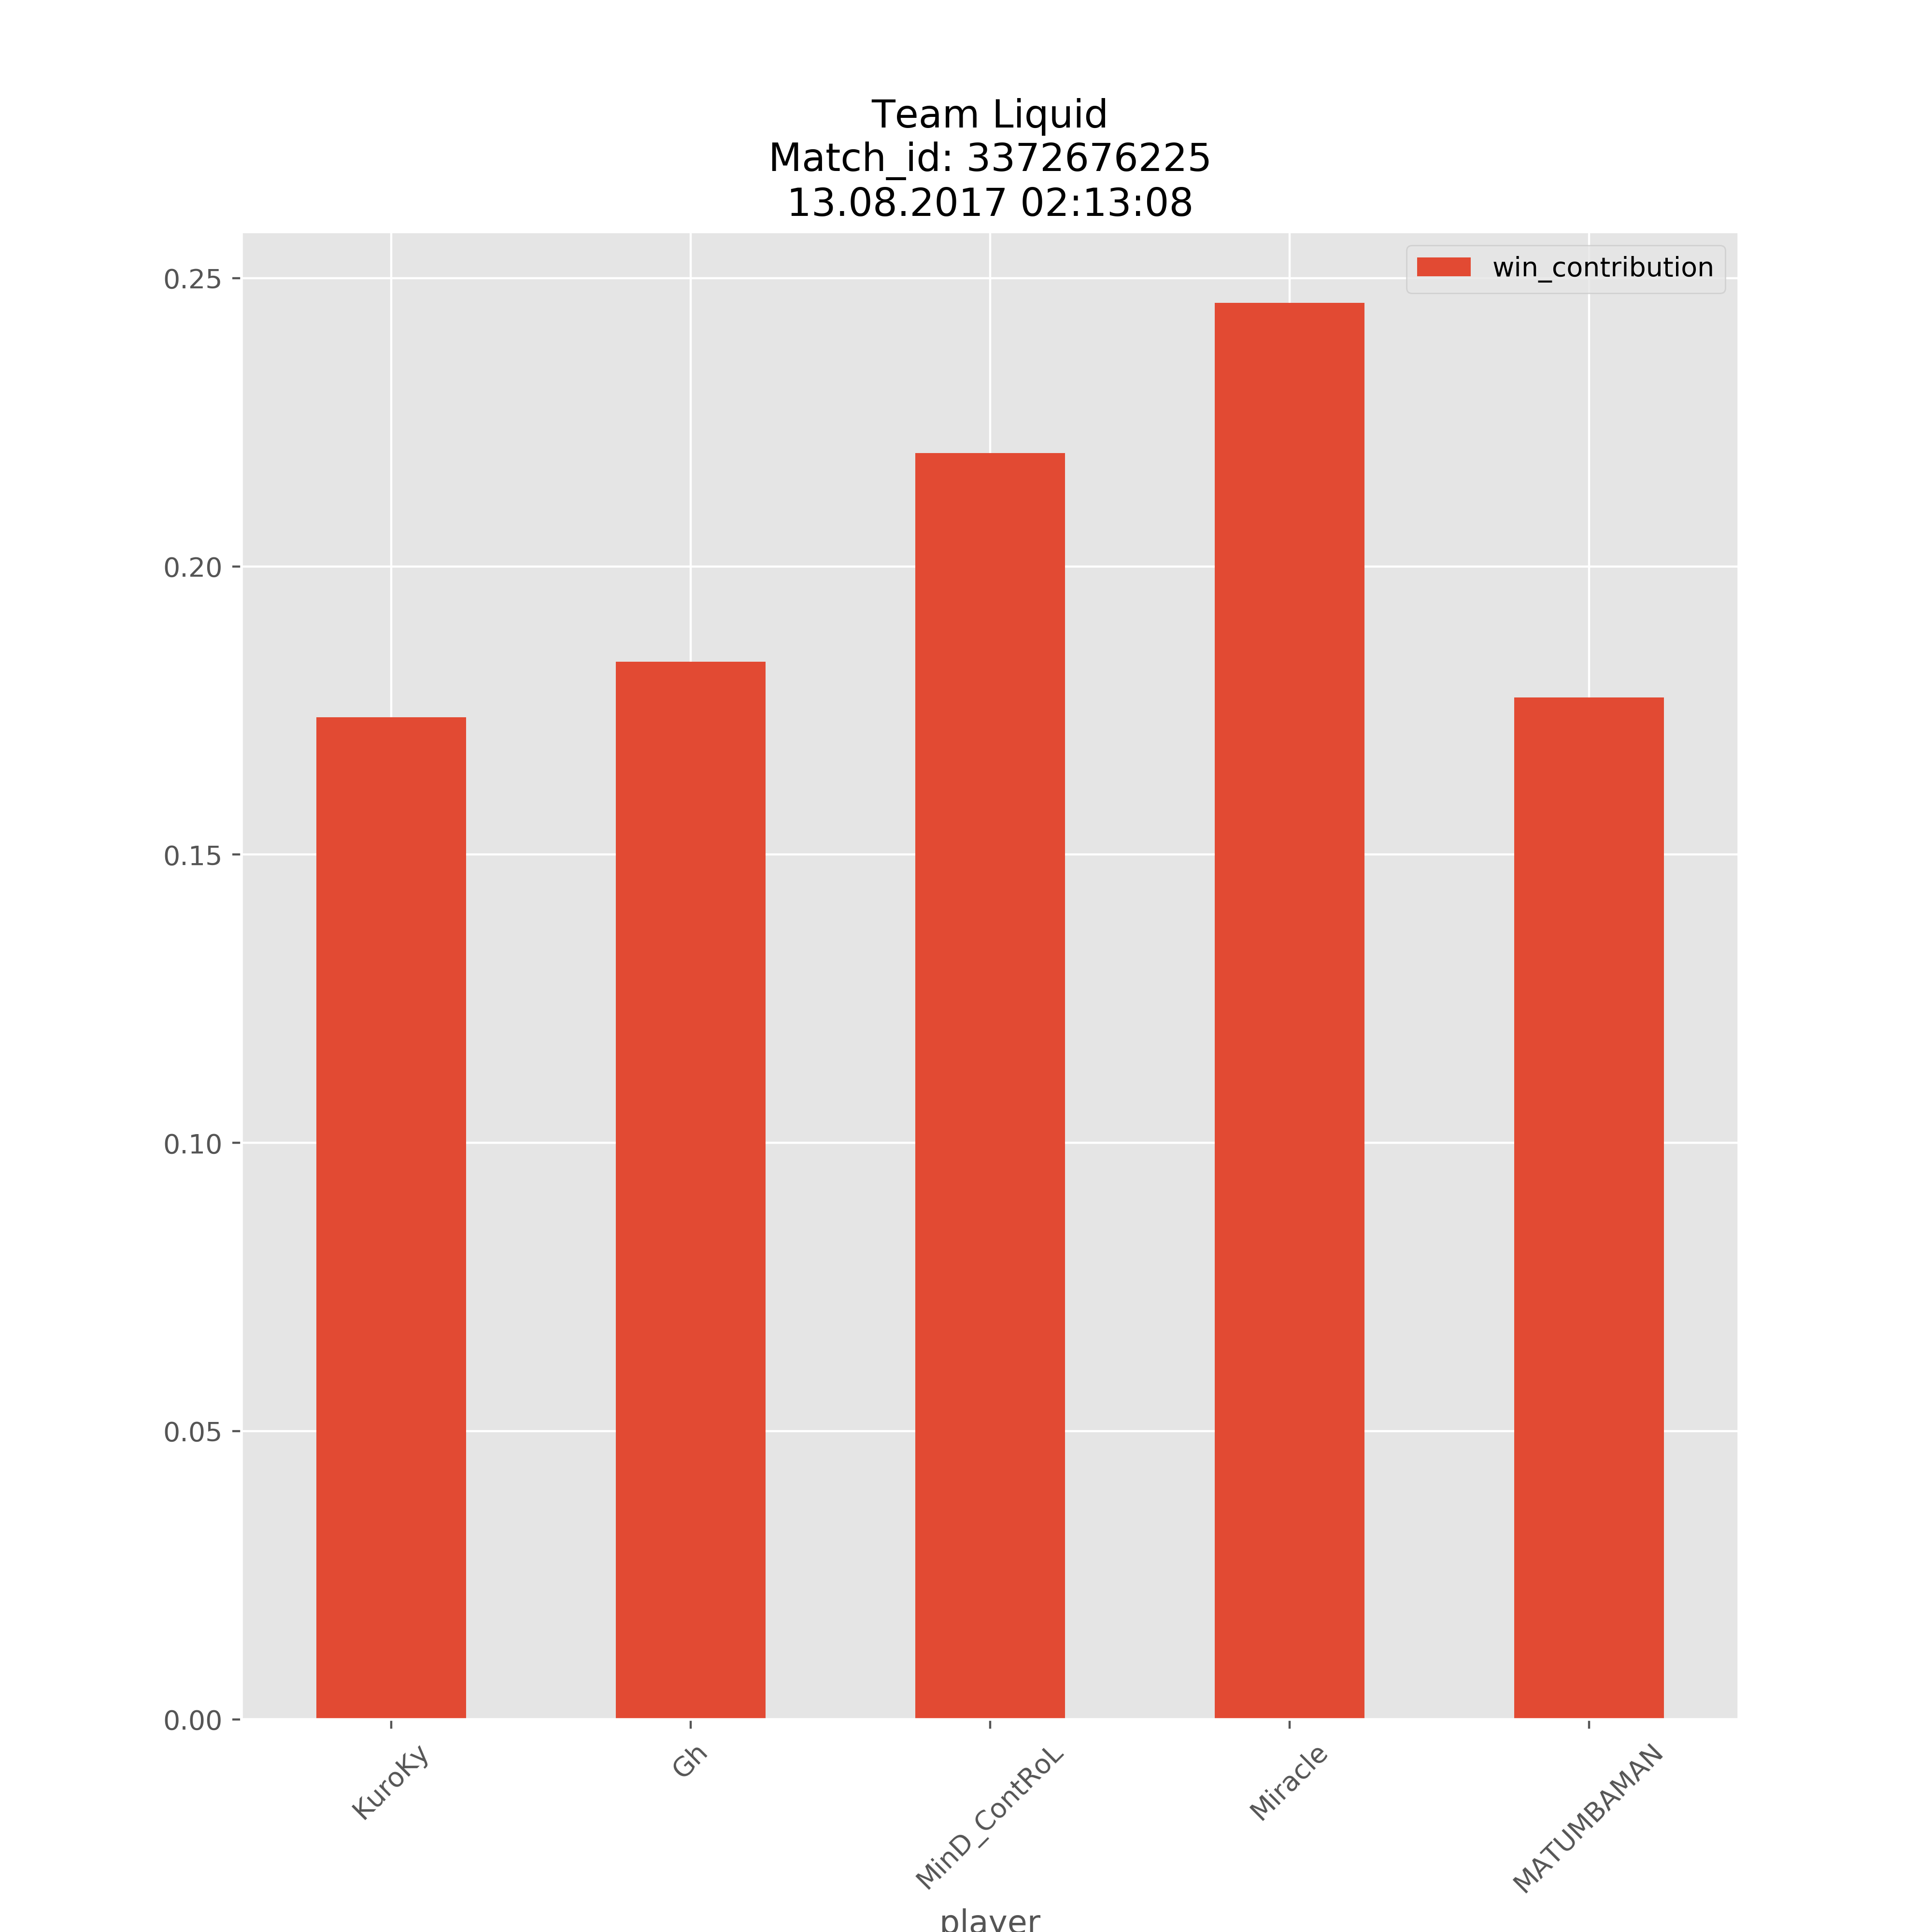 Team Liquid
Match_id: 3372676225
13.08.2017 02:13:08
win_contribution
0.25
0.20
0.15
0.10
0.05
0.00
KuroKy
Gh
MinD_ContRoL
Miracle
MATUMBAMAN
player